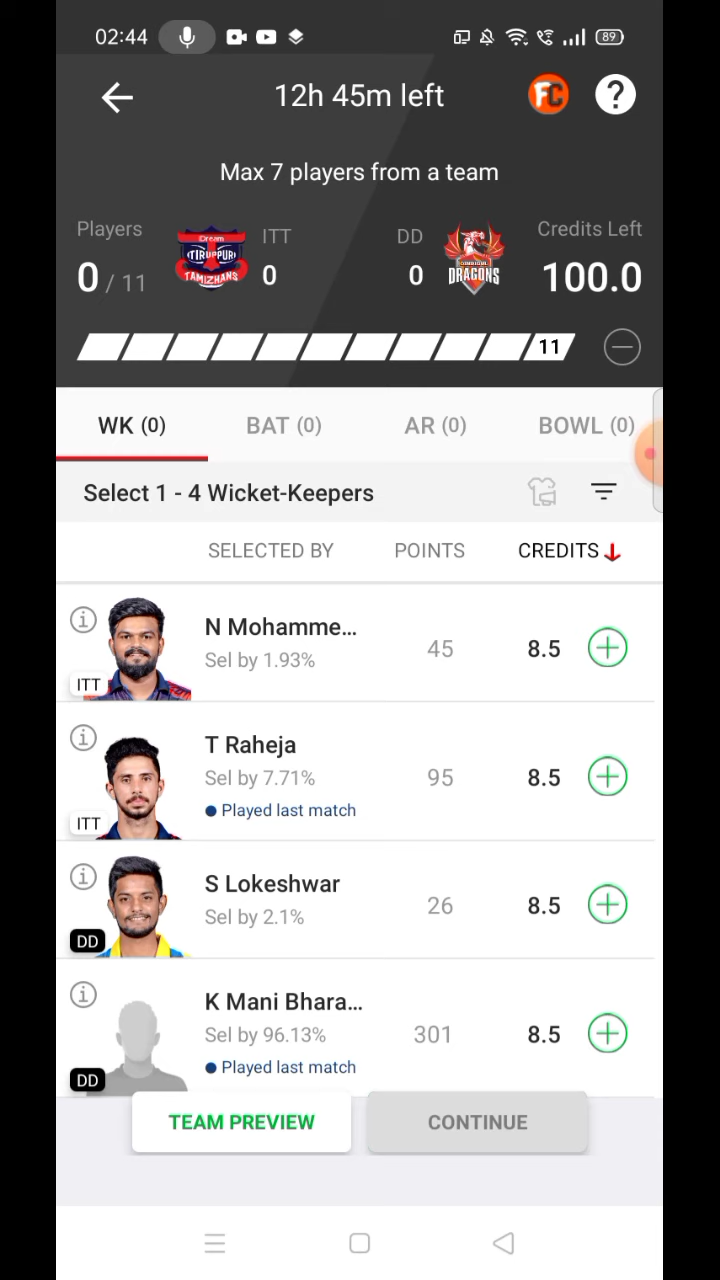 02:44
89
12h 45m left
FC
?
Max 7 players from a team
Players
ITT
DD
Credits Left
iDream
TIRUPPUR
TAMIZHANS
DRAGONS
0 / 11
0
0
100.0
11
WK (0)
BAT (0)
AR (0)
BOWL (0)
Select 1 - 4 Wicket-Keepers
SELECTED BY
POINTS
CREDITS
N Mohamme...
Sel by 1.93%
45
8.5
ITT
T Raheja
Sel by 7.71%
95
8.5
Played last match
ITT
S Lokeshwar
Sel by 2.1%
26
8.5
DD
K Mani Bhara...
Sel by 96.13%
301
8.5
Played last match
DD
TEAM PREVIEW
CONTINUE